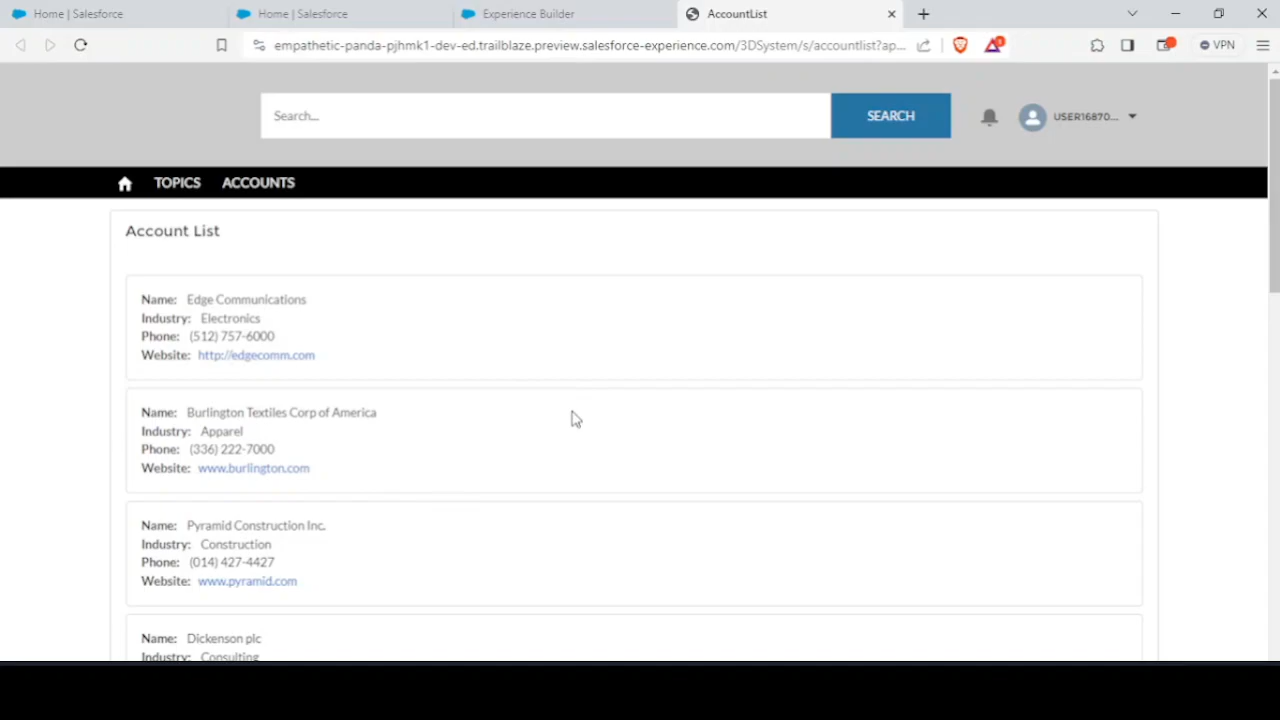 Home | Salesforce
Home | Salesforce
Experience Builder
AccountList
empathetic-panda-pjhmk1-dev-ed.trailblaze.preview.salesforce-experience.com/3DSystem/s/accountlist?ap...
VPN
Search...
SEARCH
USER16870...
TOPICS
ACCOUNTS
Account List
Name: Edge Communications
Industry: Electronics
Phone: (512) 757-6000
Website: http://edgecomm.com
Name: Burlington Textiles Corp of America
Industry: Apparel
Phone: (336) 222-7000
Website: www.burlington.com
Name: Pyramid Construction Inc.
Industry: Construction
Phone: (014) 427-4427
Website: www.pyramid.com
Name: Dickenson plc
Industry: Consulting